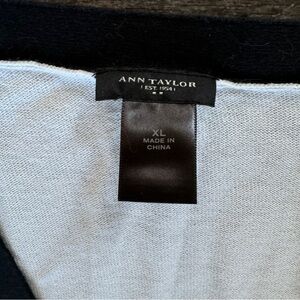 ANN TAYLOR
EST. 1954
XL
MADE IN
CHINA